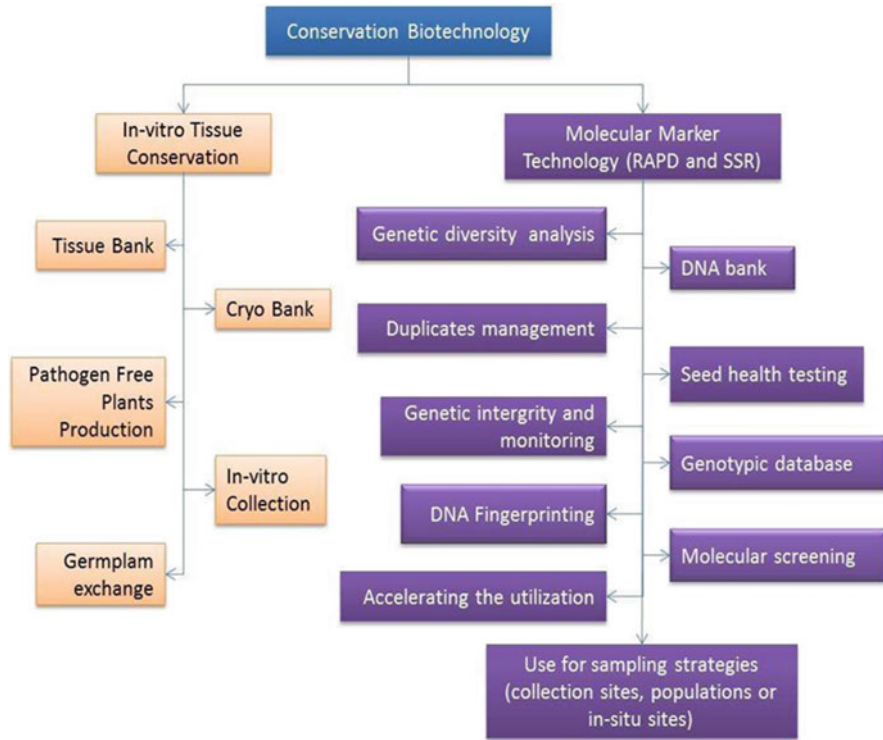 Conservation Biotechnology
In-vitro Tissue
Conservation
Tissue Bank
Cryo Bank
Pathogen Free
Plants
Production
In-vitro
Collection
Germplam
exchange
Molecular Marker
Technology (RAPD and SSR)
Genetic diversity analysis
DNA bank
Duplicates management
Seed health testing
Genetic intergrity and
monitoring
Genotypic database
DNA Fingerprinting
Molecular screening
Accelerating the utilization
Use for sampling strategies
(collection sites, populations or
in-situ sites)